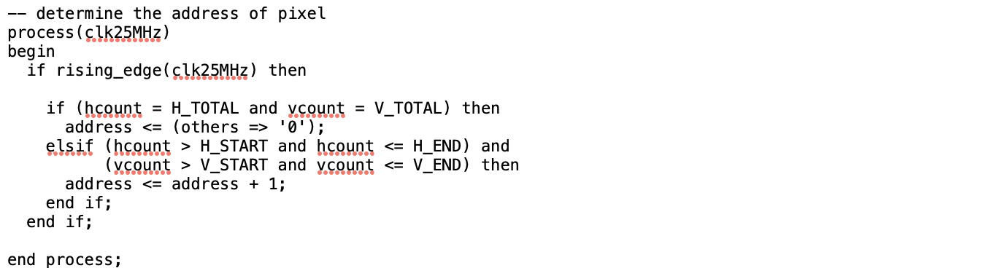 -- determine the address of pixel
process(clk25MHz)
begin
  if rising_edge(clk25MHz) then

    if (hcount = H_TOTAL and vcount = V_TOTAL) then
      address <= (others => '0');
    elsif (hcount > H_START and hcount <= H_END) and
          (vcount > V_START and vcount <= V_END) then
      address <= address + 1;
    end if;
  end if;

end process;